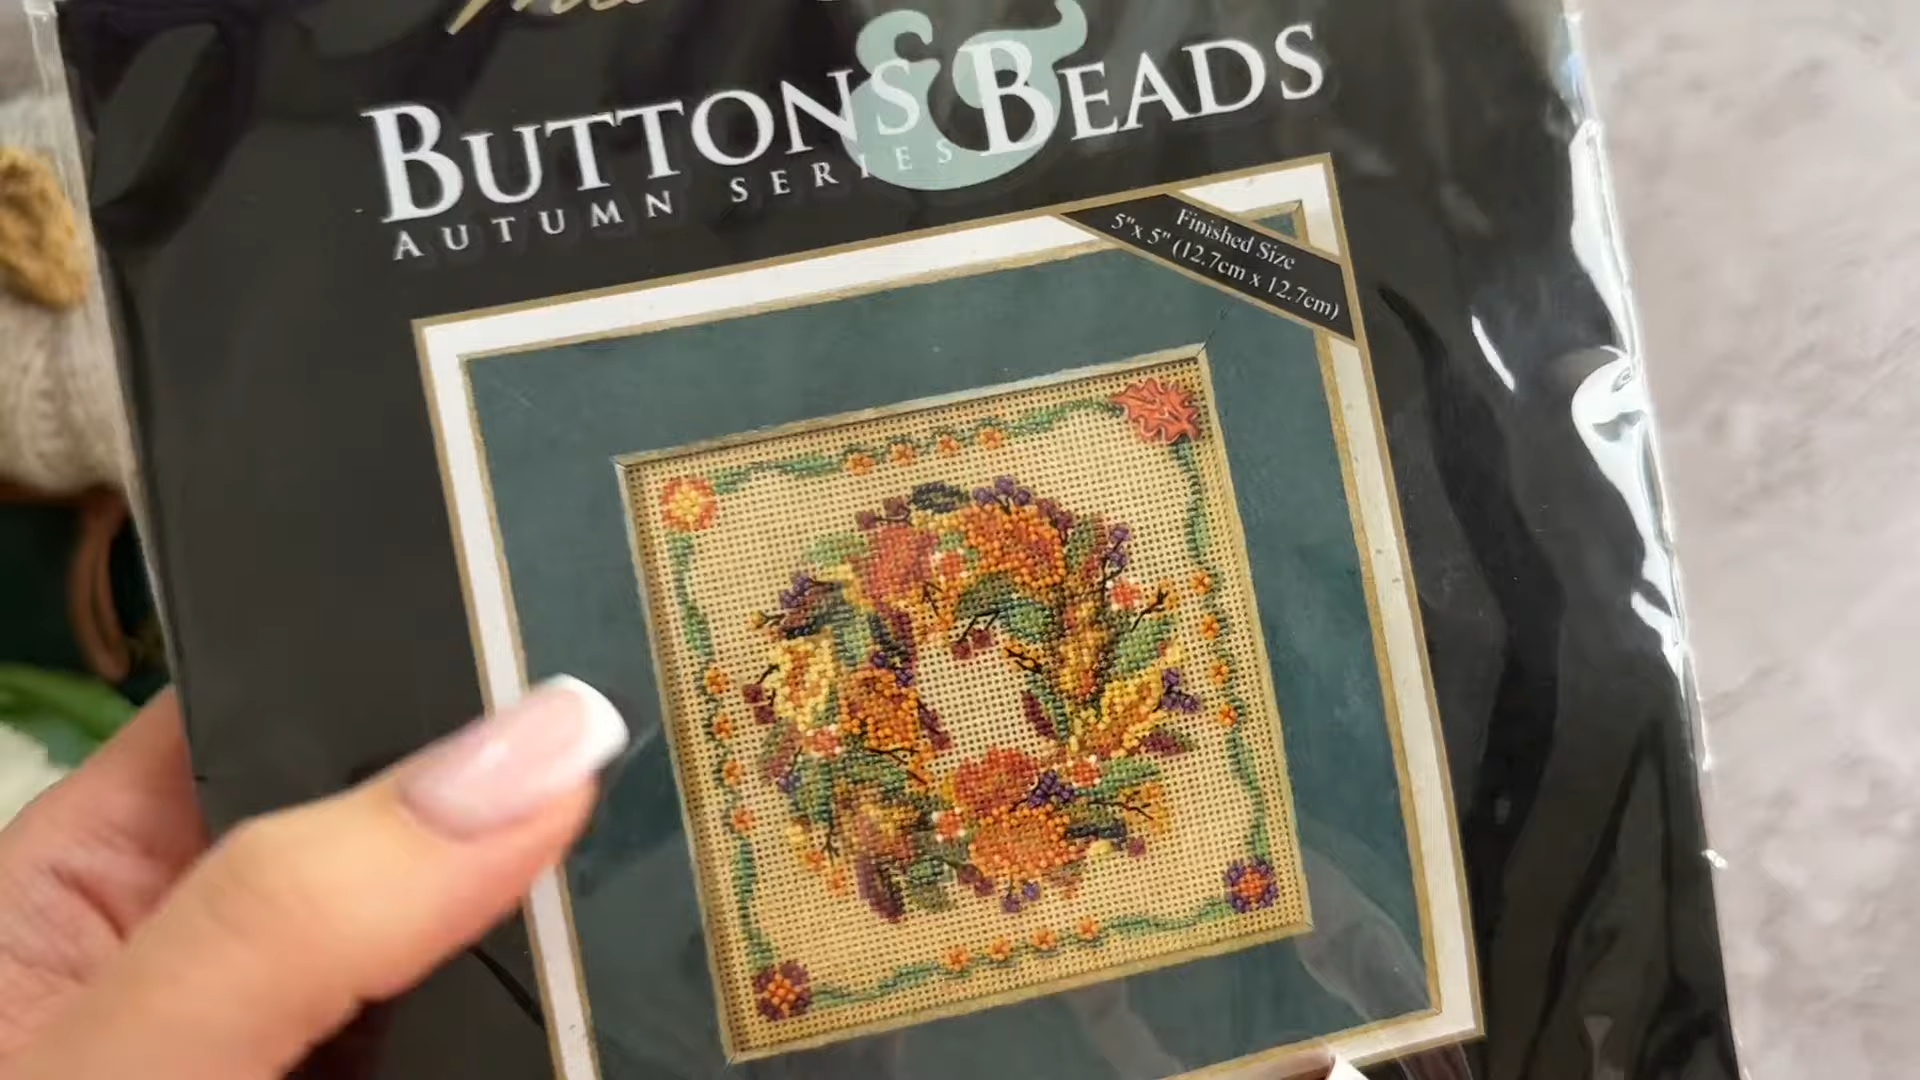 BUTTONS & BEADS
AUTUMN SERIES
Finished Size
5"x 5" (12.7cm x 12.7cm)